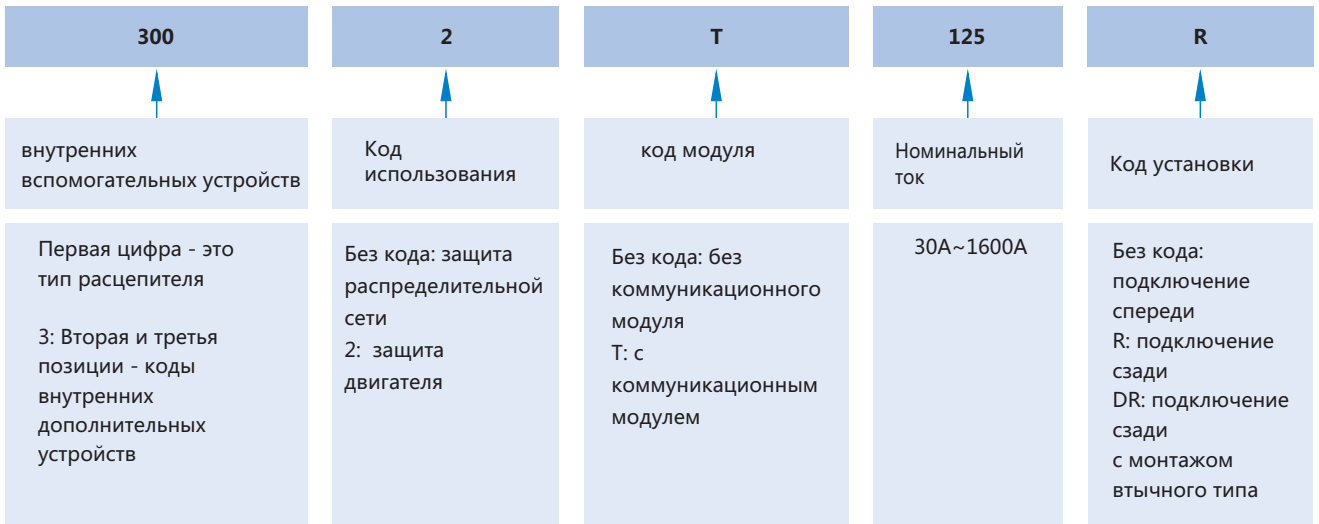 300
2
T
125
R
внутренних
вспомогательных устройств
Код
использования
код модуля
Номинальный
ток
Код установки
Первая цифра - это
тип расцепителя
3: Вторая и третья
позиции - коды
внутренних
дополнительных
устройств
Без кода: защита
распределительной
сети
2:  защита
двигателя
Без кода: без
коммуникационного
модуля
T: с
коммуникационным
модулем
30A~1600A
Без кода:
подключение
спереди
R: подключение
сзади
DR: подключение
сзади
с монтажом
втычного типа